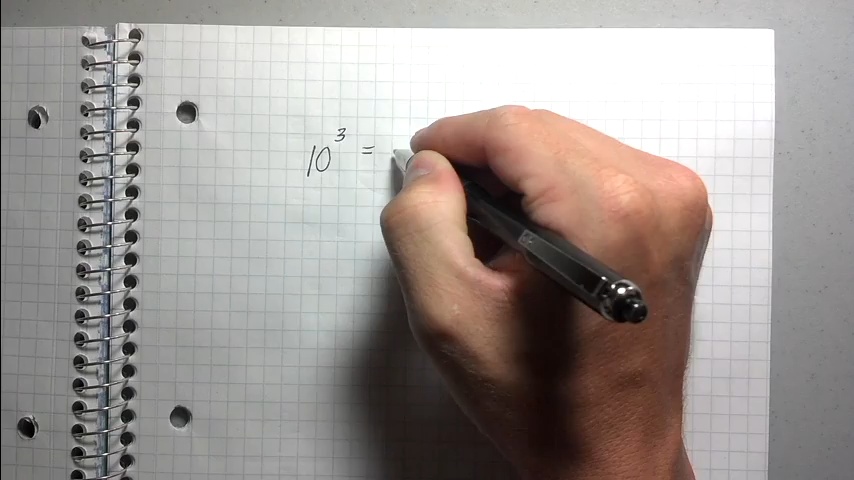 10³ =